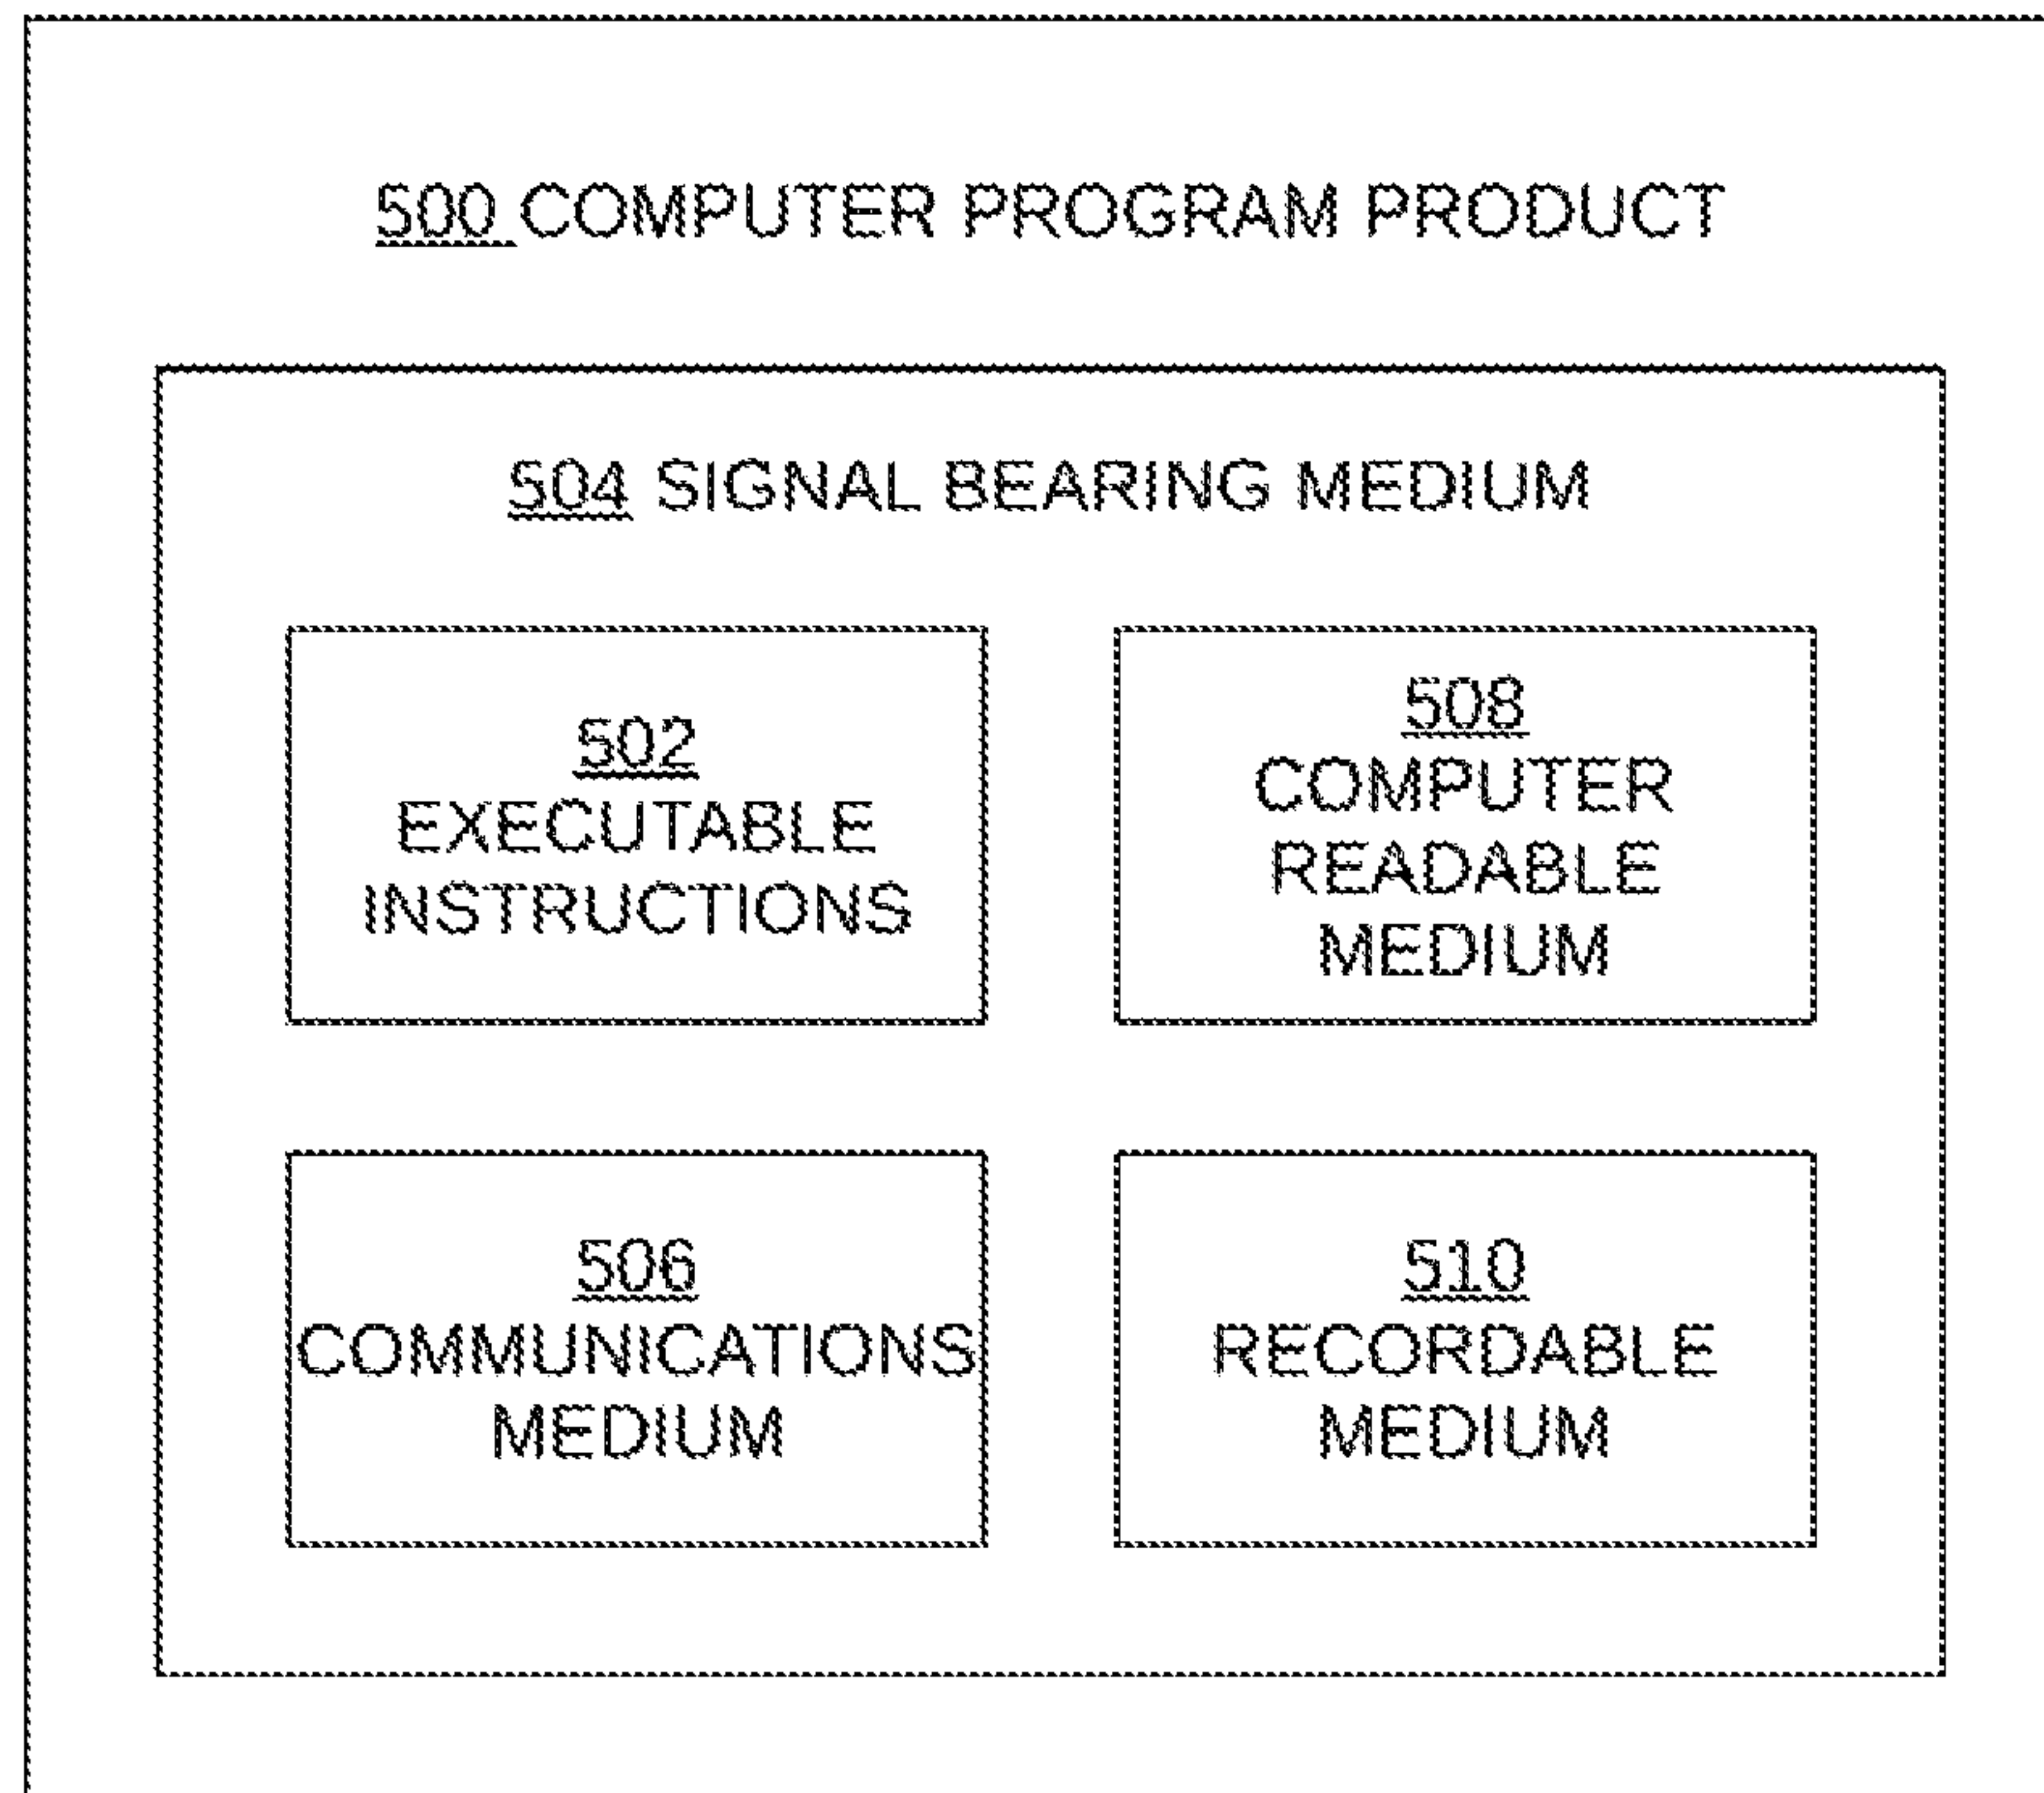 500 COMPUTER PROGRAM PRODUCT
504 SIGNAL BEARING MEDIUM
502
EXECUTABLE
INSTRUCTIONS
508
COMPUTER
READABLE
MEDIUM
506
COMMUNICATIONS
MEDIUM
510
RECORDABLE
MEDIUM